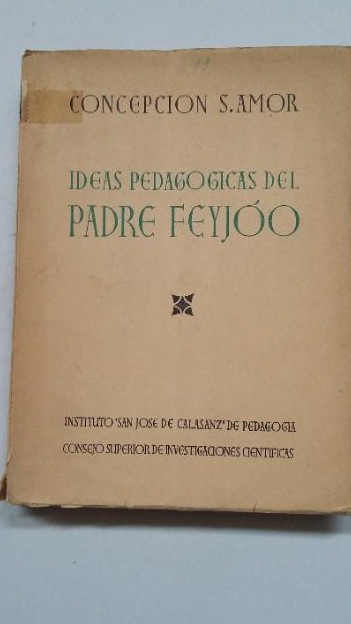 CONCEPCION S. AMOR
IDEAS PEDAGOGICAS DEL
PADRE FEYJÓO
INSTITUTO "SAN JOSE DE CALASANZ" DE PEDAGOGIA
CONSEJO SUPERIOR DE INVESTIGACIONES CIENTIFICAS